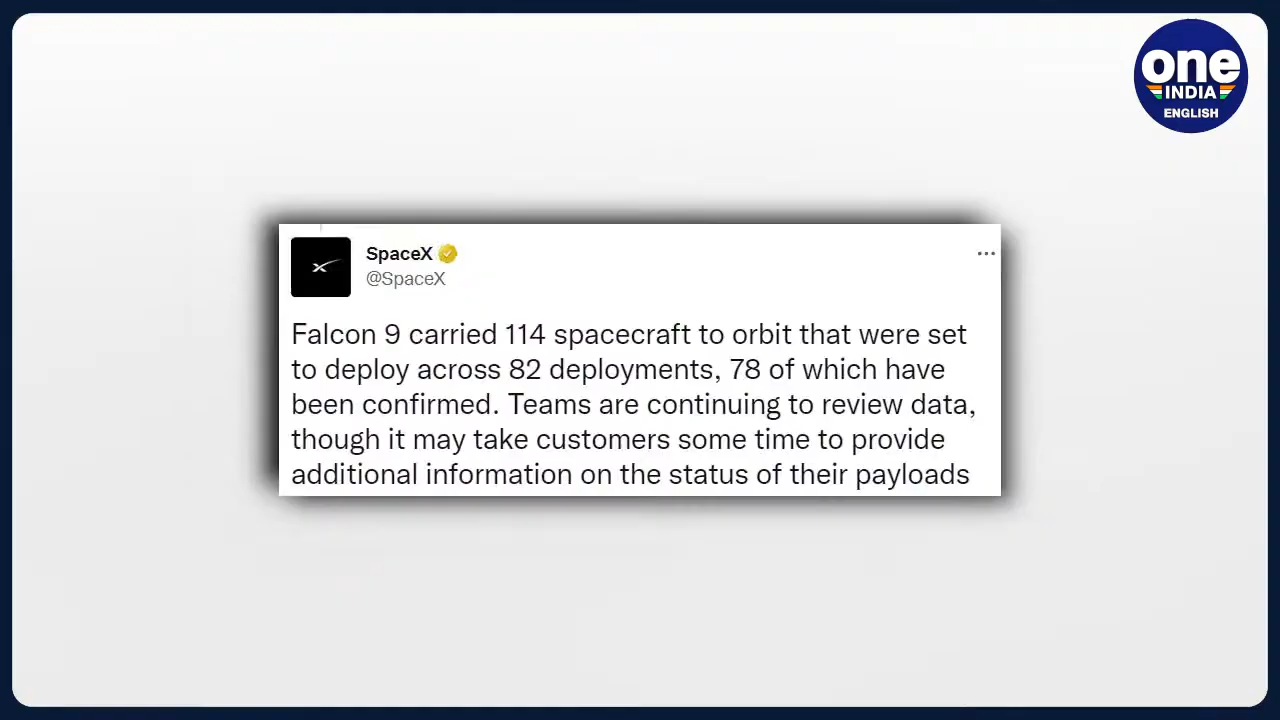 one
INDIA
ENGLISH
SpaceX
@SpaceX
Falcon 9 carried 114 spacecraft to orbit that were set
to deploy across 82 deployments, 78 of which have
been confirmed. Teams are continuing to review data,
though it may take customers some time to provide
additional information on the status of their payloads